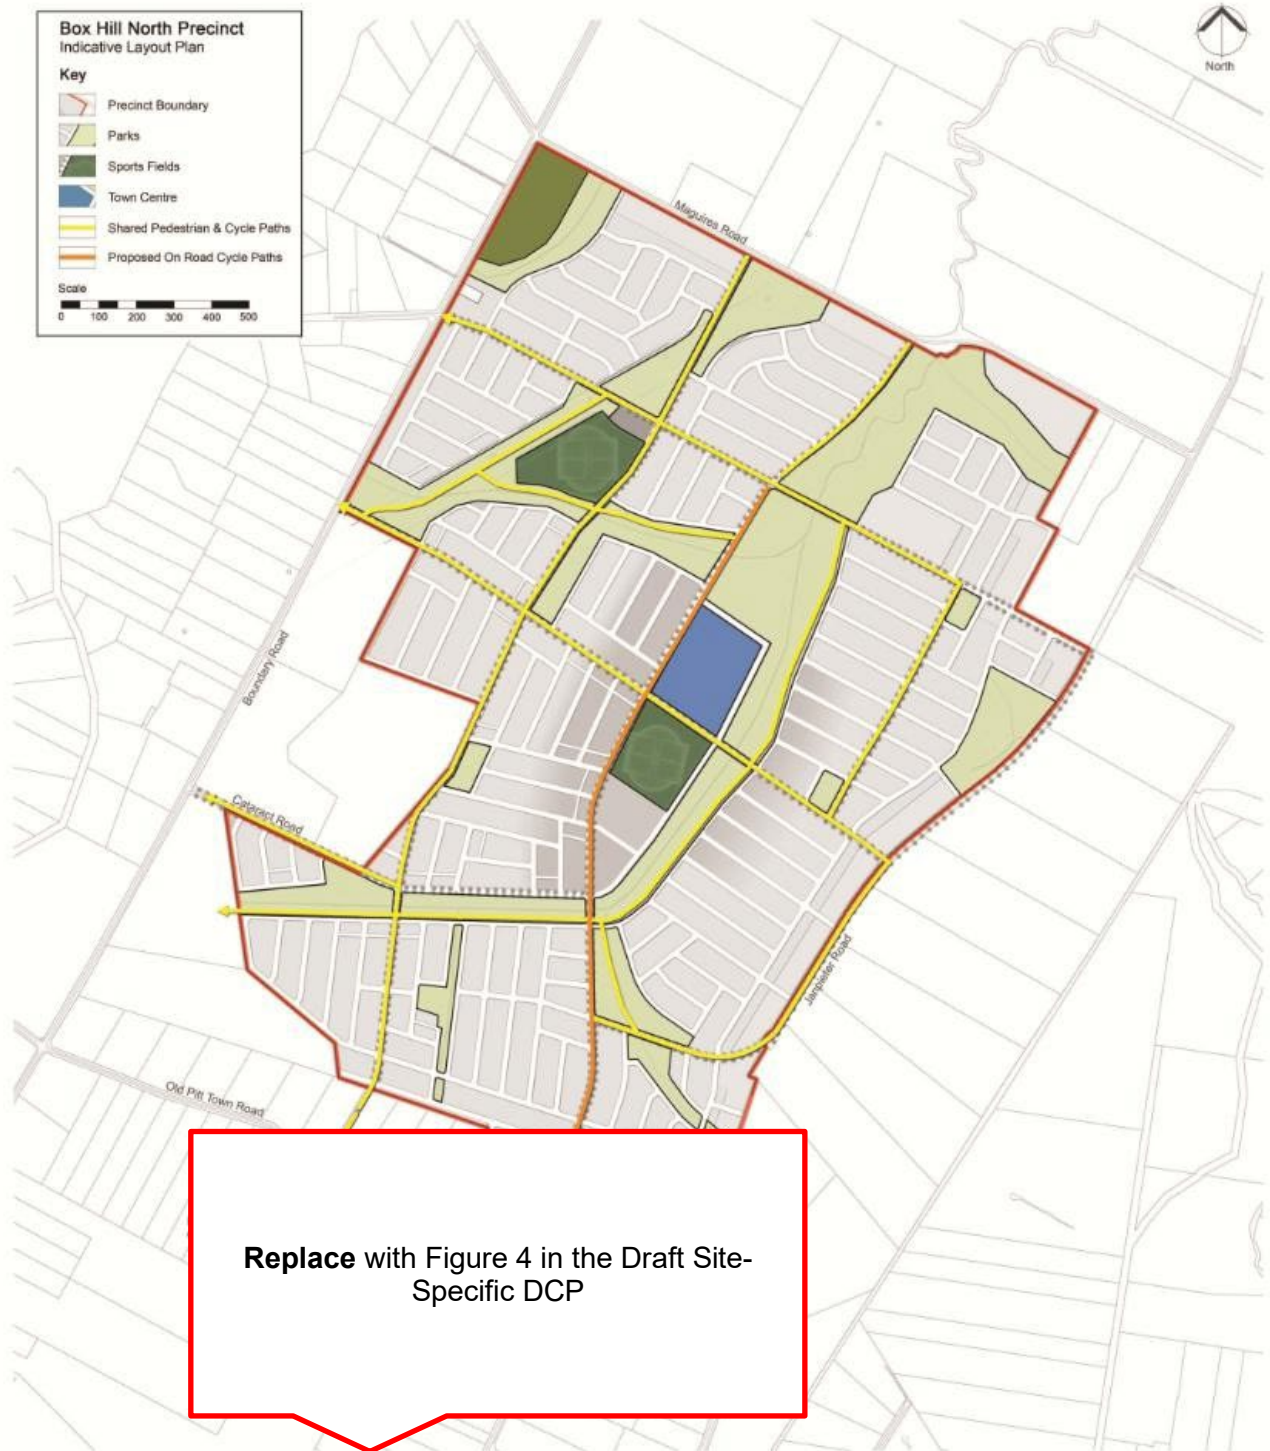 Box Hill North Precinct
Indicative Layout Plan
Key
Precinct Boundary
Parks
Sports Fields
Town Centre
Shared Pedestrian & Cycle Paths
Proposed On Road Cycle Paths
Scale
0 100 200 300 400 500
North
Maguires Road
Boundary Road
Cataract Road
Janpieter Road
Old Pitt Town Road
Replace with Figure 4 in the Draft Site-
Specific DCP